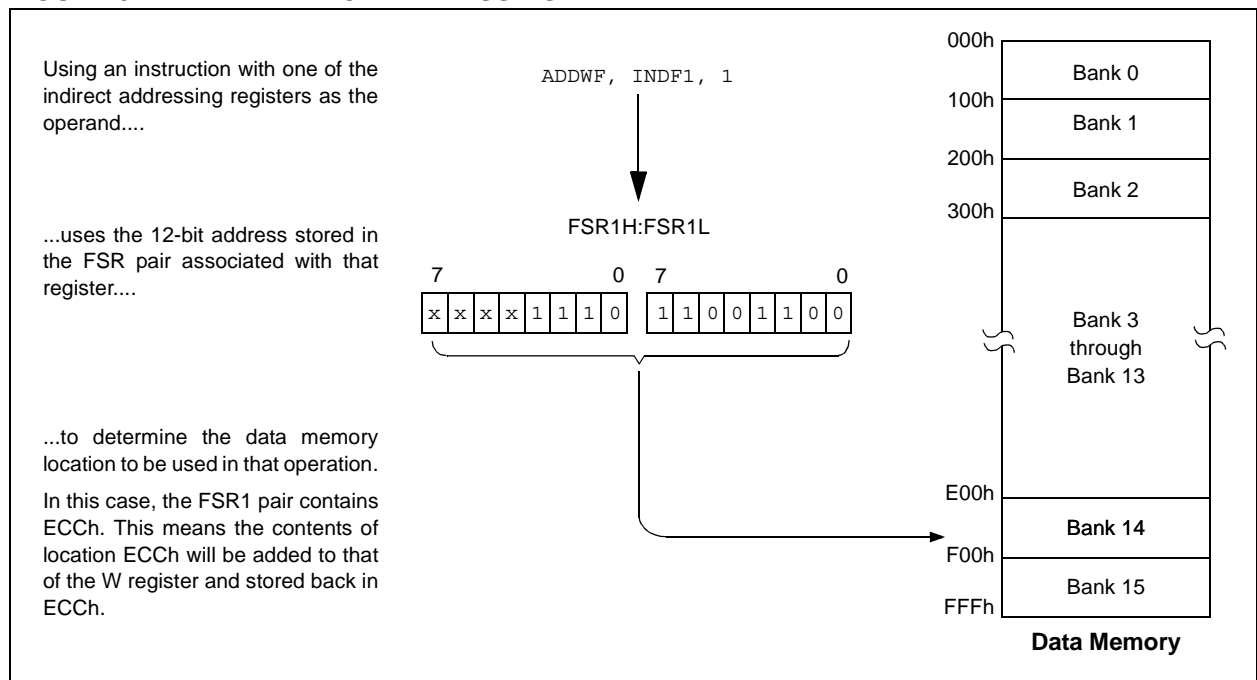 Using an instruction with one of the
indirect addressing registers as the
operand....
ADDWF, INDF1, 1
...uses the 12-bit address stored in
the FSR pair associated with that
register....
FSR1H:FSR1L
7 0 7 0
x x x x 1 1 1 0 1 1 0 0 1 1 0 0
...to determine the data memory
location to be used in that operation.
In this case, the FSR1 pair contains
ECCh. This means the contents of
location ECCh will be added to that
of the W register and stored back in
ECCh.
000h
Bank 0
100h
Bank 1
200h
Bank 2
300h
Bank 3
through
Bank 13
E00h
Bank 14
F00h
Bank 15
FFFh
Data Memory